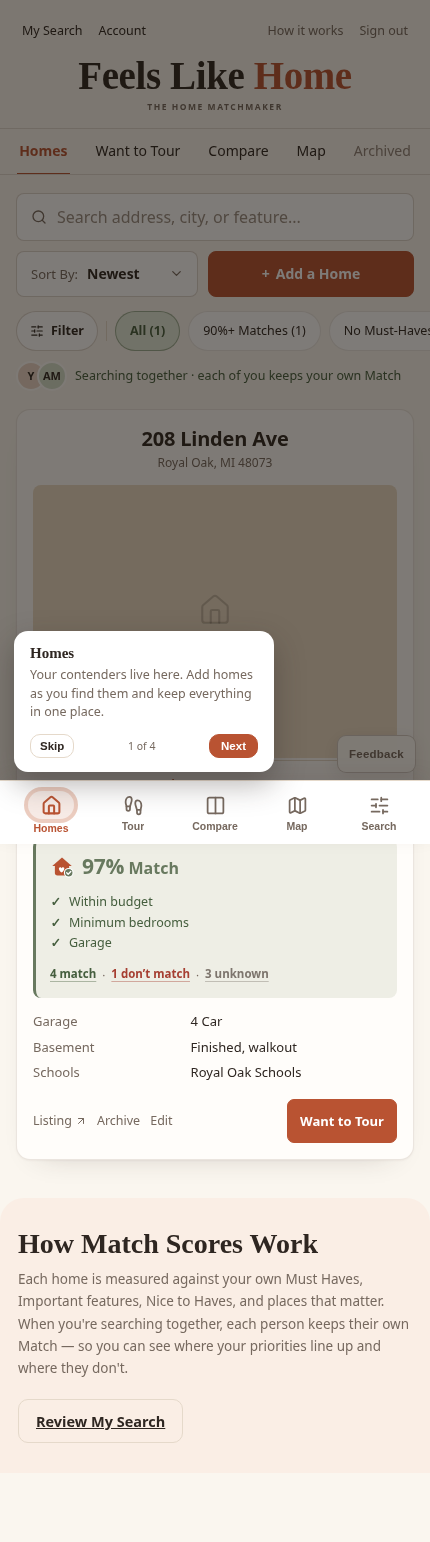 My Search Account How it works Sign out
Feels Like Home
THE HOME MATCHMAKER
Homes Want to Tour Compare Map Archived
Search address, city, or feature...
Sort By: Newest + Add a Home
Filter All (1) 90%+ Matches (1) No Must-Haves
Y AM Searching together · each of you keeps your own Match
208 Linden Ave
Royal Oak, MI 48073
Homes
Your contenders live here. Add homes
as you find them and keep everything
in one place.
Skip 1 of 4 Next
Feedback
Homes Tour Compare Map Search
97% Match
✓ Within budget
✓ Minimum bedrooms
✓ Garage
4 match · 1 don't match · 3 unknown
Garage 4 Car
Basement Finished, walkout
Schools Royal Oak Schools
Listing ↗ Archive Edit Want to Tour
How Match Scores Work
Each home is measured against your own Must Haves,
Important features, Nice to Haves, and places that matter.
When you're searching together, each person keeps their own
Match — so you can see where your priorities line up and
where they don't.
Review My Search